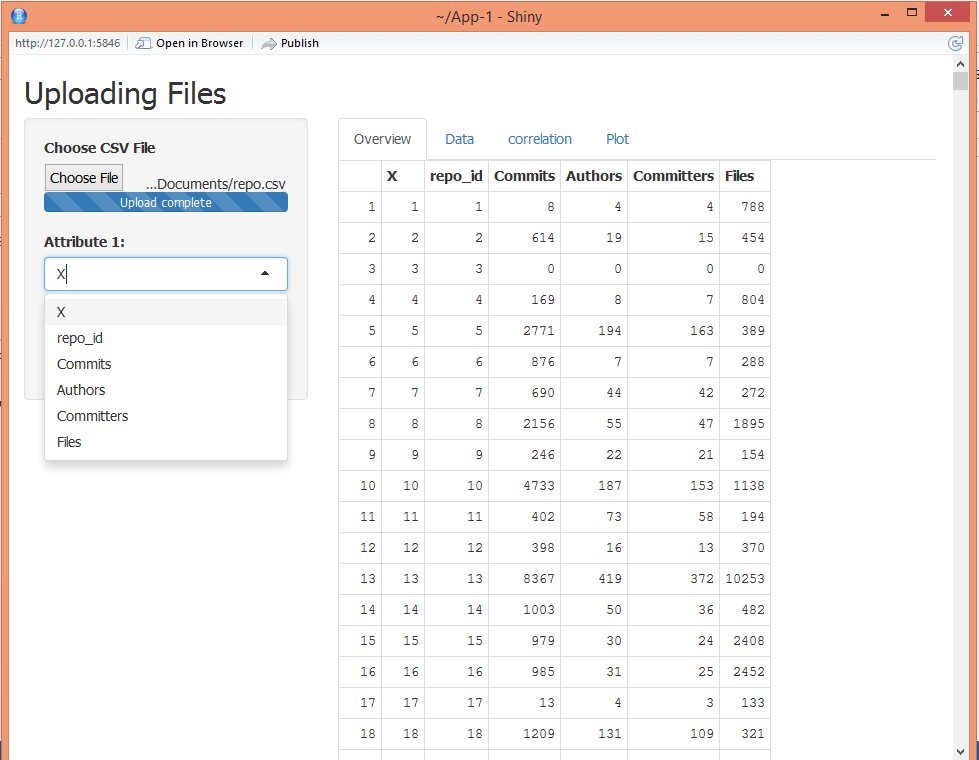 ~/App-1 - Shiny
http://127.0.0.1:5846 Open in Browser Publish
Uploading Files
Choose CSV File
Choose File ...Documents/repo.csv
Upload complete
Attribute 1:
X
X
repo_id
Commits
Authors
Committers
Files
Overview Data correlation Plot
X repo_id Commits Authors Committers Files
1 1 1 8 4 4 788
2 2 2 614 19 15 454
3 3 3 0 0 0 0
4 4 4 169 8 7 804
5 5 5 2771 194 163 389
6 6 6 876 7 7 288
7 7 7 690 44 42 272
8 8 8 2156 55 47 1895
9 9 9 246 22 21 154
10 10 10 4733 187 153 1138
11 11 11 402 73 58 194
12 12 12 398 16 13 370
13 13 13 8367 419 372 10253
14 14 14 1003 50 36 482
15 15 15 979 30 24 2408
16 16 16 985 31 25 2452
17 17 17 13 4 3 133
18 18 18 1209 131 109 321